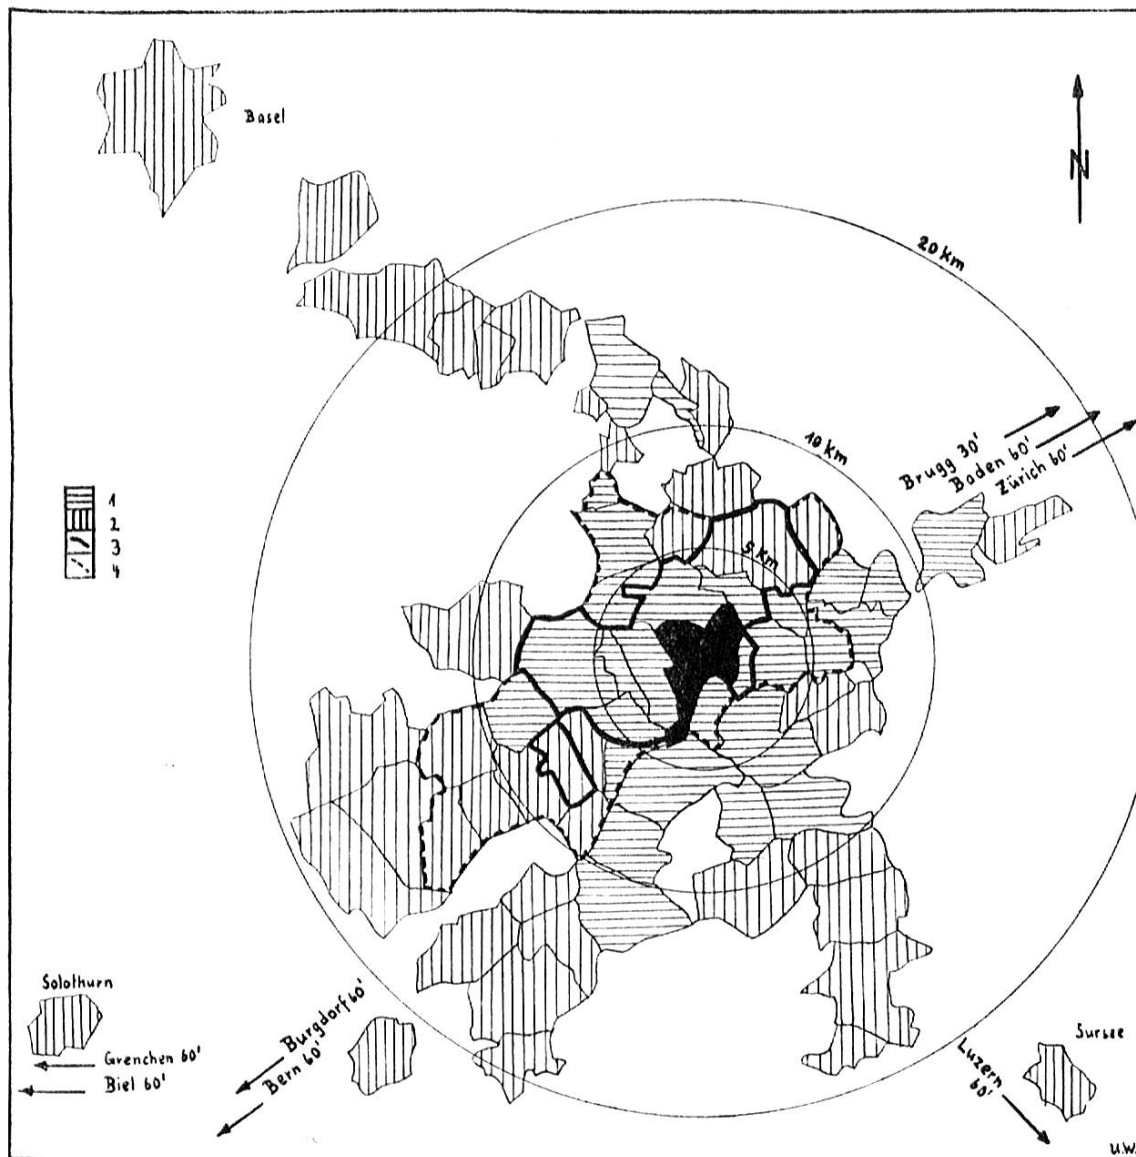 Basel
N
20 km
10 km
Brugg 30'
Baden 60'
Zürich 60'
5 km
1
2
3
4
Solothurn
Grenchen 60'
Biel 60'
Burgdorf 60'
Bern 60'
Luzern
60'
Sursee
U.W.